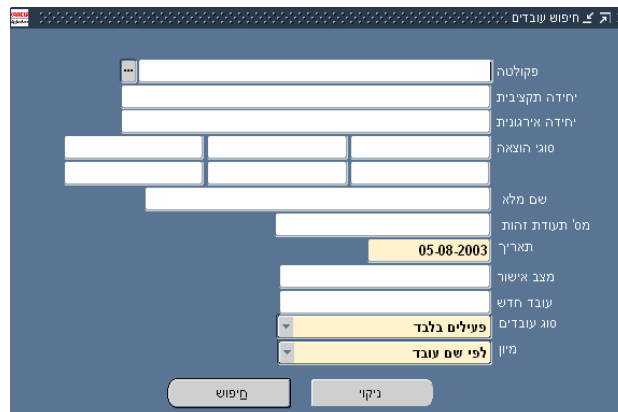 חיפוש עובדים
ORACLE
פקולטה
...
יחידה תקציבית
יחידה אירגונית
סוגי הוצאה
שם מלא
מס' תעודת זהות
תאריך 05-08-2003
מצב אישור
עובד חדש
סוג עובדים פעילים בלבד
מיון לפי שם עובד
ניקוי חיפוש